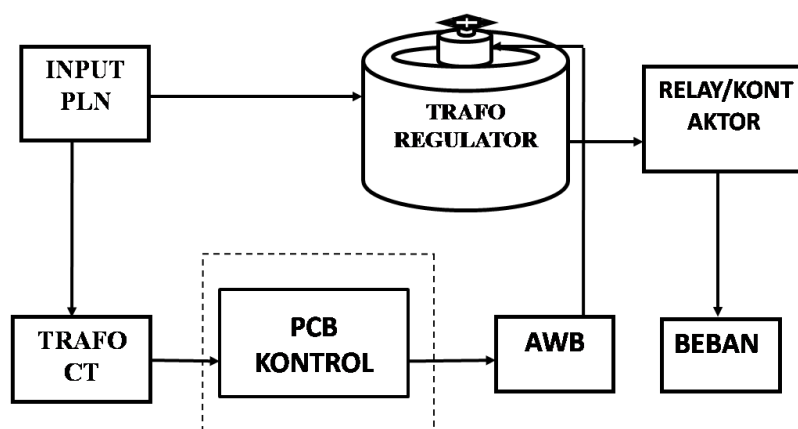 INPUT
PLN
TRAFO
REGULATOR
RELAY/KONT
AKTOR
TRAFO
CT
PCB
KONTROL
AWB
BEBAN